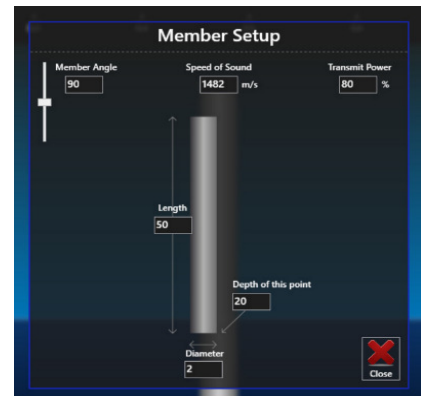 Member Setup
Member Angle
90
Speed of Sound
1482 m/s
Transmit Power
80 %
Length
50
Depth of this point
20
Diameter
2
Close